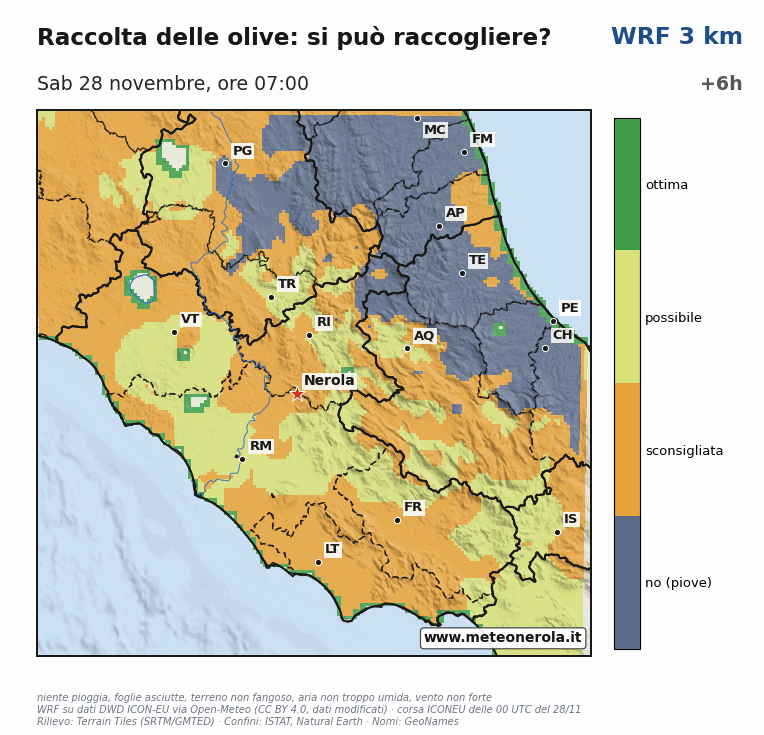 Raccolta delle olive: si può raccogliere?
WRF 3 km
Sab 28 novembre, ore 07:00
+6h
MC
FM
PG
AP
TE
TR
PE
VT
RI
AQ
CH
Nerola
RM
FR
IS
LT
www.meteonerola.it
ottima
possibile
sconsigliata
no (piove)
niente pioggia, foglie asciutte, terreno non fangoso, aria non troppo umida, vento non forte
WRF su dati DWD ICON-EU via Open-Meteo (CC BY 4.0, dati modificati) · corsa ICONEU delle 00 UTC del 28/11
Rilievo: Terrain Tiles (SRTM/GMTED) · Confini: ISTAT, Natural Earth · Nomi: GeoNames